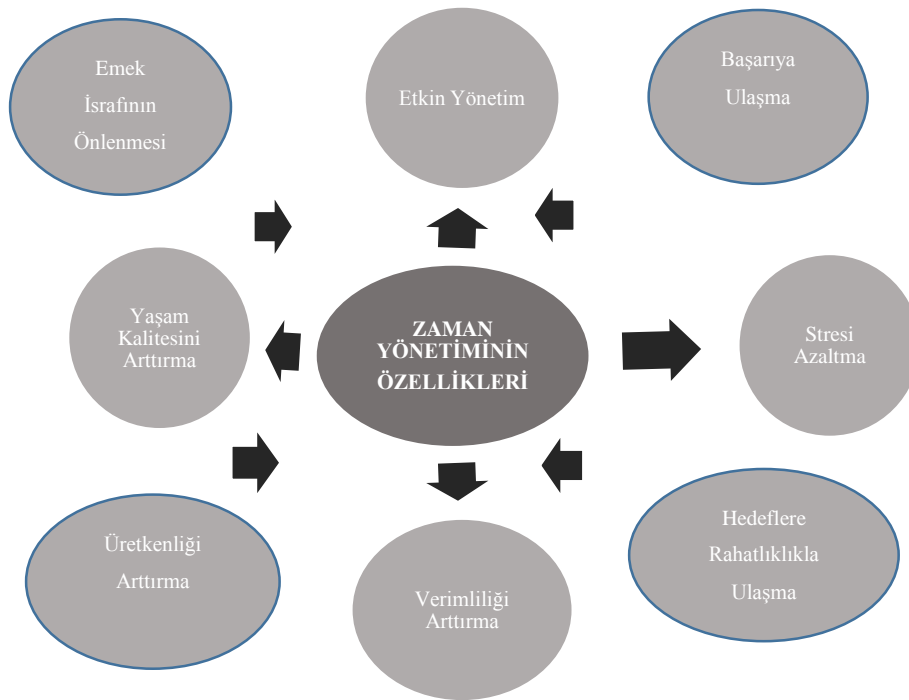 Emek
İsrafının
Önlenmesi
Etkin Yönetim
Başarıya
Ulaşma
Yaşam
Kalitesini
Arttırma
ZAMAN
YÖNETİMİNİN
ÖZELLİKLERİ
Stresi
Azaltma
Üretkenliği
Arttırma
Verimliliği
Arttırma
Hedeflere
Rahatlıklıkla
Ulaşma